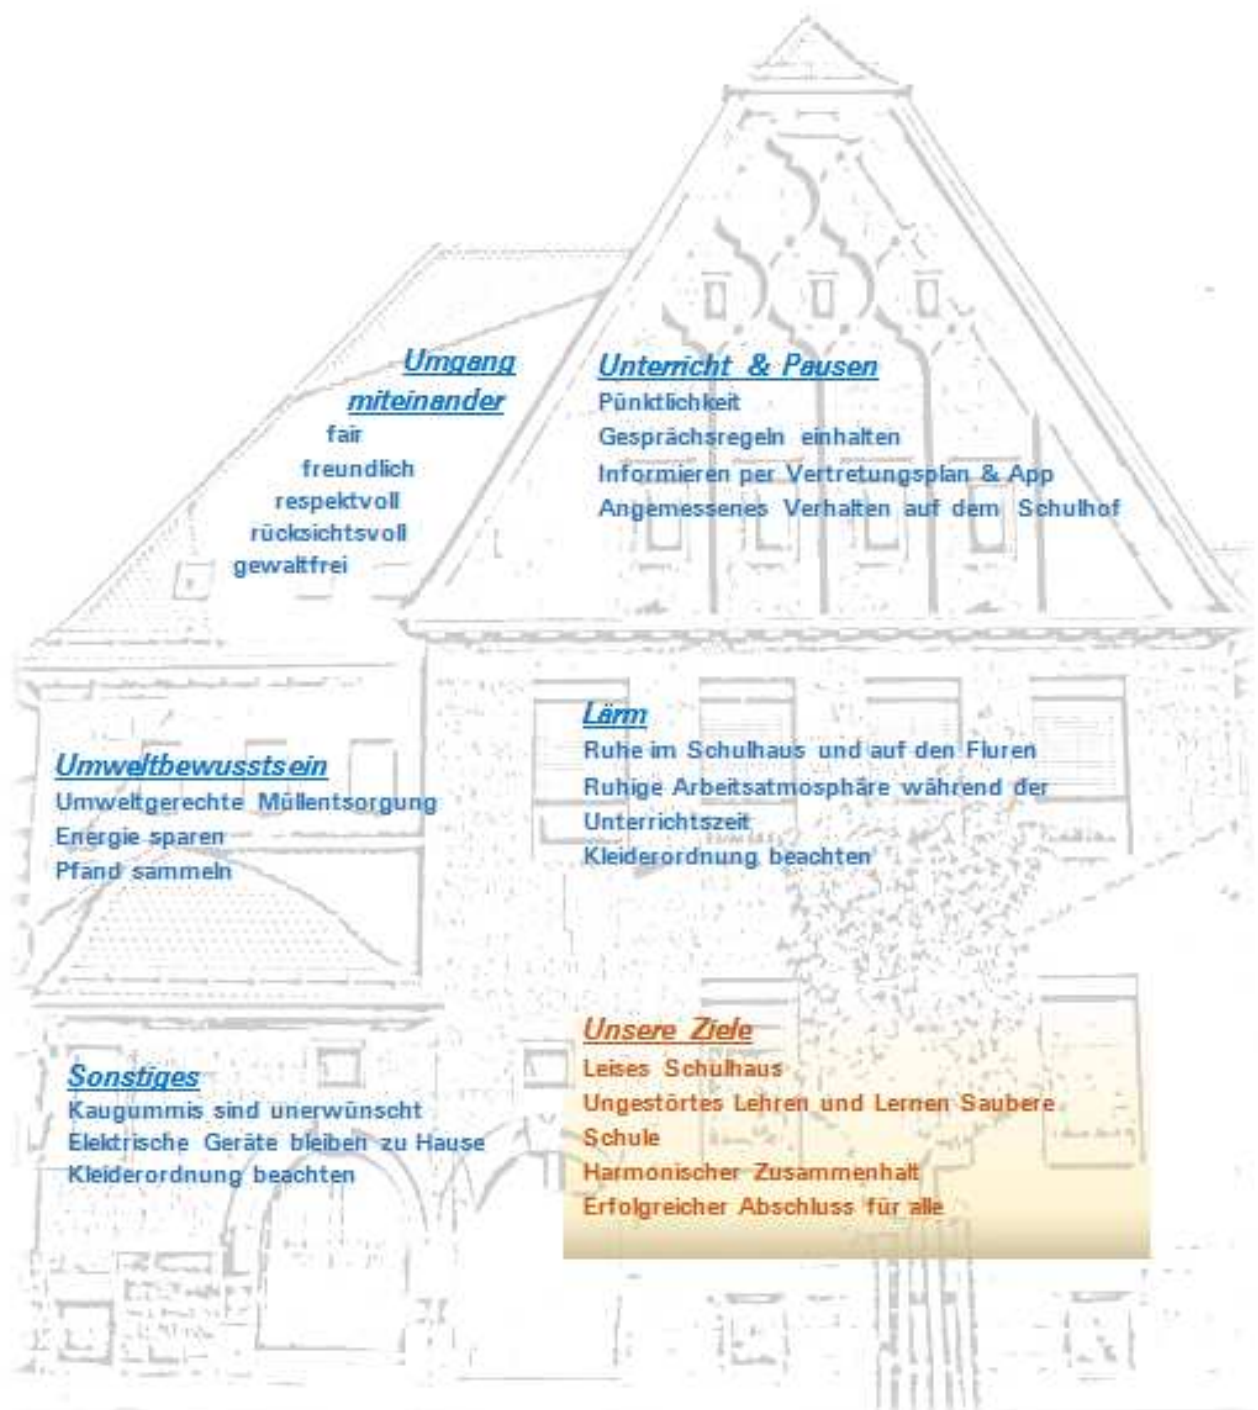 Umgang
miteinander
fair
freundlich
respektvoll
rücksichtsvoll
gewaltfrei
Unterricht & Pausen
Pünktlichkeit
Gesprächsregeln einhalten
Informieren per Vertretungsplan & App
Angemessenes Verhalten auf dem Schulhof
Umweltbewusstsein
Umweltgerechte Müllentsorgung
Energie sparen
Pfand sammeln
Lärm
Ruhe im Schulhaus und auf den Fluren
Ruhige Arbeitsatmosphäre während der
Unterrichtszeit
Kleiderordnung beachten
Sonstiges
Kaugummis sind unerwünscht
Elektrische Geräte bleiben zu Hause
Kleiderordnung beachten
Unsere Ziele
Leises Schulhaus
Ungestörtes Lehren und Lernen Saubere
Schule
Harmonischer Zusammenhalt
Erfolgreicher Abschluss für alle